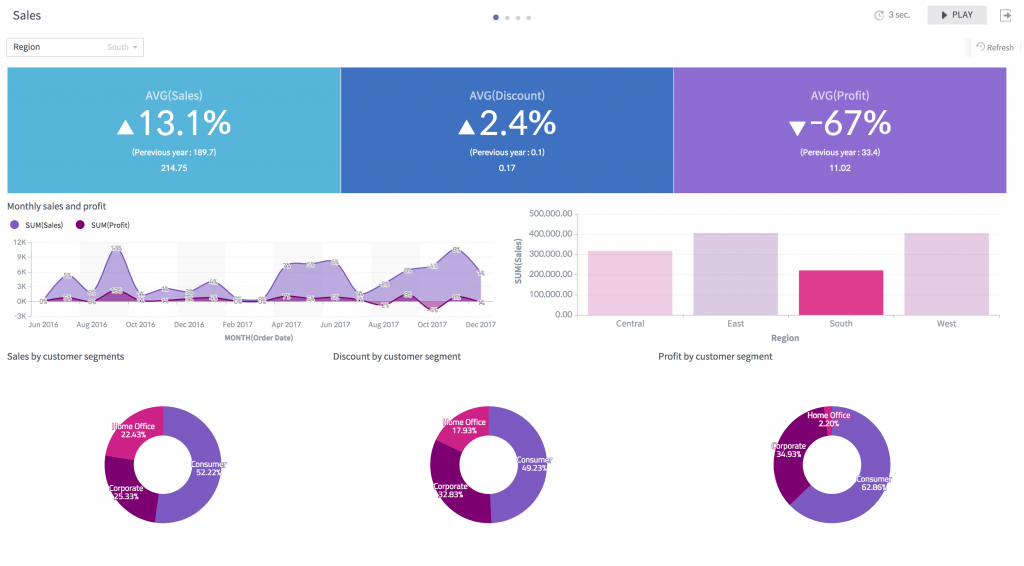 Sales
3 sec.
PLAY
Region
South
Refresh
AVG(Sales)
13.1%
(Perevious year : 189.7)
214.75
AVG(Discount)
2.4%
(Perevious year : 0.1)
0.17
AVG(Profit)
-67%
(Perevious year : 33.4)
11.02
Monthly sales and profit
SUM(Sales)
SUM(Profit)
12K
9K
6K
3K
0.00
-3K
Jun 2016
Aug 2016
Oct 2016
Dec 2016
Feb 2017
Apr 2017
Jun 2017
Aug 2017
Oct 2017
Dec 2017
MONTH(Order Date)
500,000.00
400,000.00
300,000.00
200,000.00
100,000.00
0.00
SUM(Sales)
Central
East
South
West
Region
Sales by customer segments
Discount by customer segment
Profit by customer segment
Home Office
22.43%
Consumer
52.22%
Corporate
25.33%
Home Office
17.93%
Consumer
49.23%
Corporate
32.83%
Home Office
2.20%
Corporate
34.93%
Consumer
62.86%